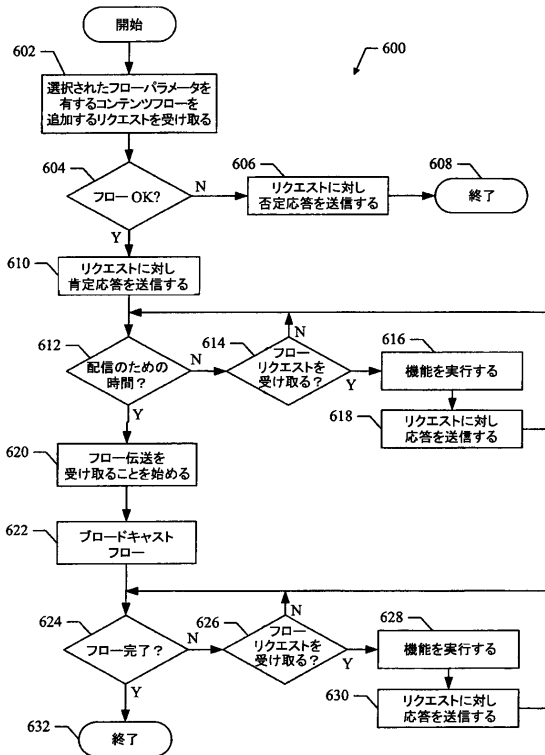 開始
600
602
選択されたフローパラメータを
有するコンテンツフローを
追加するリクエストを受け取る
604
フロー OK?
N
Y
606
リクエストに対し
否定応答を送信する
608
終了
610
リクエストに対し
肯定応答を送信する
612
配信のための
時間？
N
Y
614
フロー
リクエストを
受け取る？
N
Y
616
機能を実行する
618
リクエストに対し
応答を送信する
620
フロー伝送を
受け取ることを始める
622
ブロードキャスト
フロー
624
フロー完了？
N
Y
626
フロー
リクエストを
受け取る？
N
Y
628
機能を実行する
630
リクエストに対し
応答を送信する
632
終了